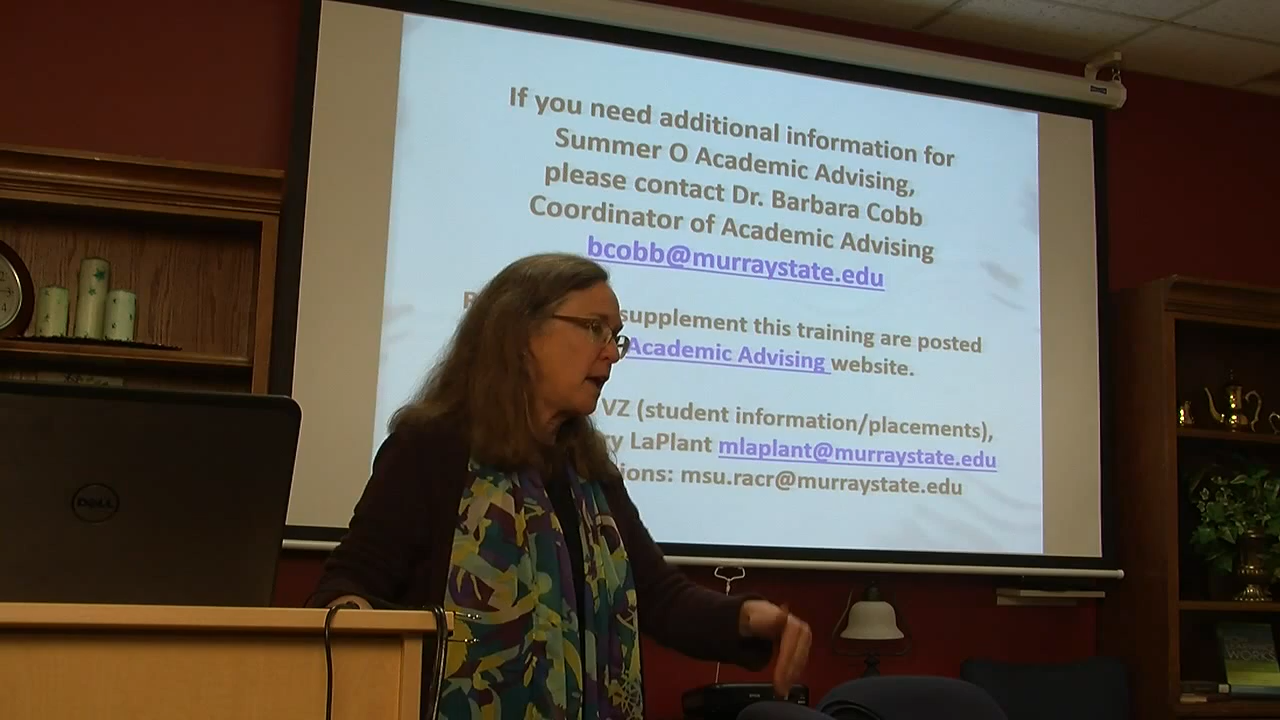 If you need additional information for
Summer O Academic Advising,
please contact Dr. Barbara Cobb
Coordinator of Academic Advising
bcobb@murraystate.edu
supplement this training are posted
Academic Advising website.
VZ (student information/placements),
LaPlant mlaplant@murraystate.edu
msu.racr@murraystate.edu
DELL